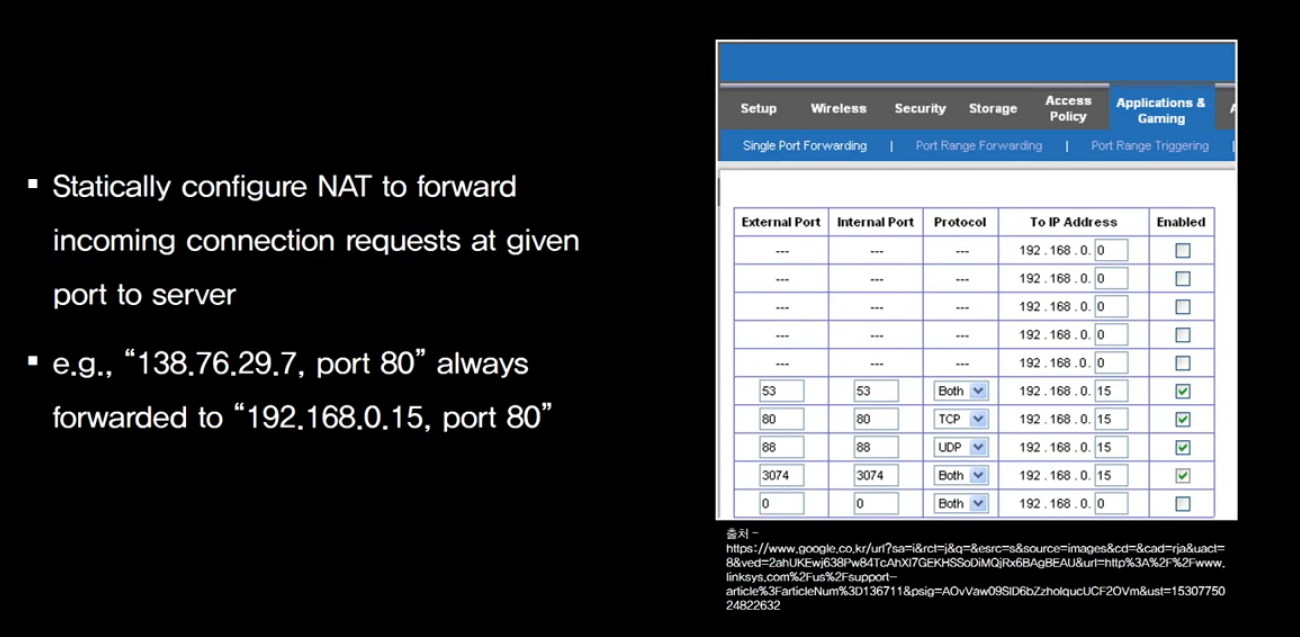 ▪ Statically configure NAT to forward
incoming connection requests at given
port to server
▪ e.g., “138.76.29.7, port 80” always
forwarded to “192.168.0.15, port 80”
Setup Wireless Security Storage Access Policy Applications & Gaming A
Single Port Forwarding | Port Range Forwarding | Port Range Triggering |
External Port Internal Port Protocol To IP Address Enabled
--- --- --- 192 . 168 . 0. 0
--- --- --- 192 . 168 . 0. 0
--- --- --- 192 . 168 . 0. 0
--- --- --- 192 . 168 . 0. 0
--- --- --- 192 . 168 . 0. 0
53 53 Both 192 . 168 . 0. 15
80 80 TCP 192 . 168 . 0. 15
88 88 UDP 192 . 168 . 0. 15
3074 3074 Both 192 . 168 . 0. 15
0 0 Both 192 . 168 . 0. 0
출처 –
https://www.google.co.kr/url?sa=i&rct=j&q=&esrc=s&source=images&cd=&cad=rja&uact=
8&ved=2ahUKEwj638Pw84TcAhXI7GEKHSSoDiMQjRx6BAgBEAU&url=http%3A%2F%2Fwww.
linksys.com%2Fus%2Fsupport–
article%3FarticleNum%3D136711&psig=AOvVaw09SlD6bZzholqucUCF2OVm&ust=15307750
24822632